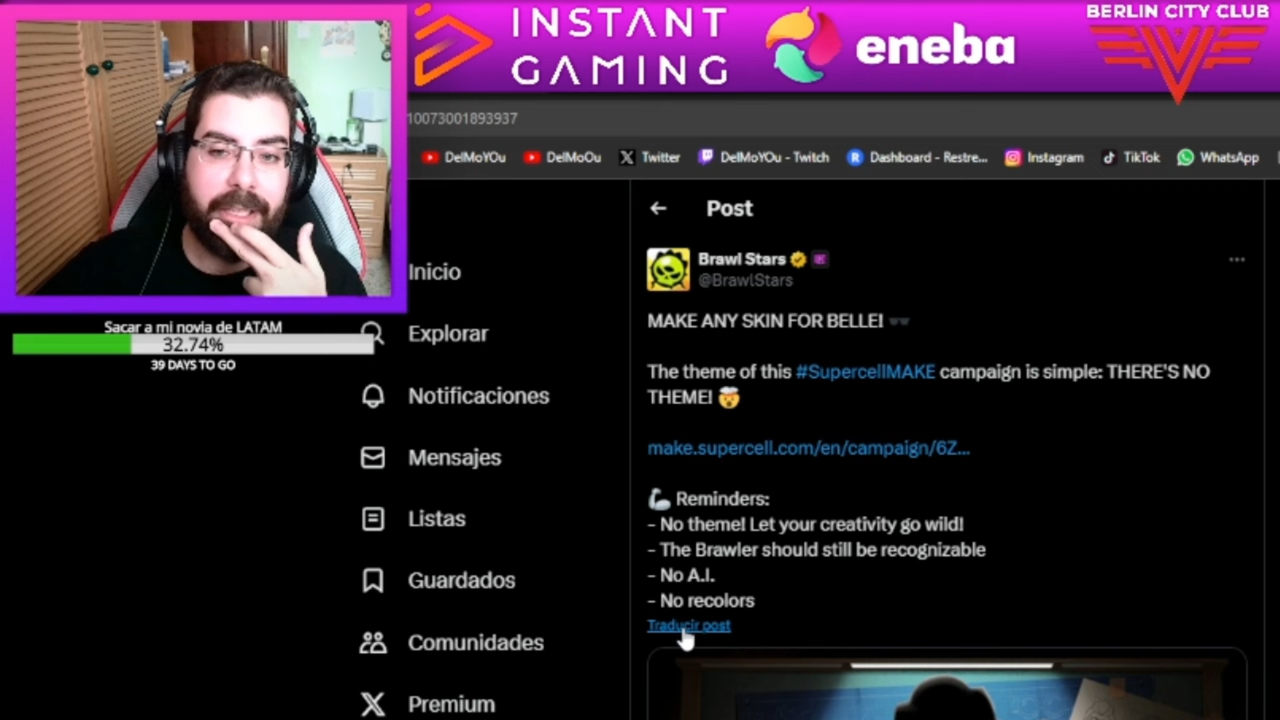 INSTANT
GAMING
eneba
BERLIN CITY CLUB
10073001893937
DelMoYOu
DelMoOu
Twitter
DelMoYOu - Twitch
Dashboard - Restre...
Instagram
TikTok
WhatsApp
Post
Brawl Stars
@BrawlStars
Inicio
MAKE ANY SKIN FOR BELLE! 🕶️
Sacar a mi novia de LATAM
32.74%
39 DAYS TO GO
Explorar
Notificaciones
Mensajes
Listas
Guardados
Comunidades
Premium
The theme of this #SupercellMAKE campaign is simple: THERE'S NO
THEME! 🤯
make.supercell.com/en/campaign/6Z...
💪 Reminders:
- No theme! Let your creativity go wild!
- The Brawler should still be recognizable
- No A.I.
- No recolors
Traducir post